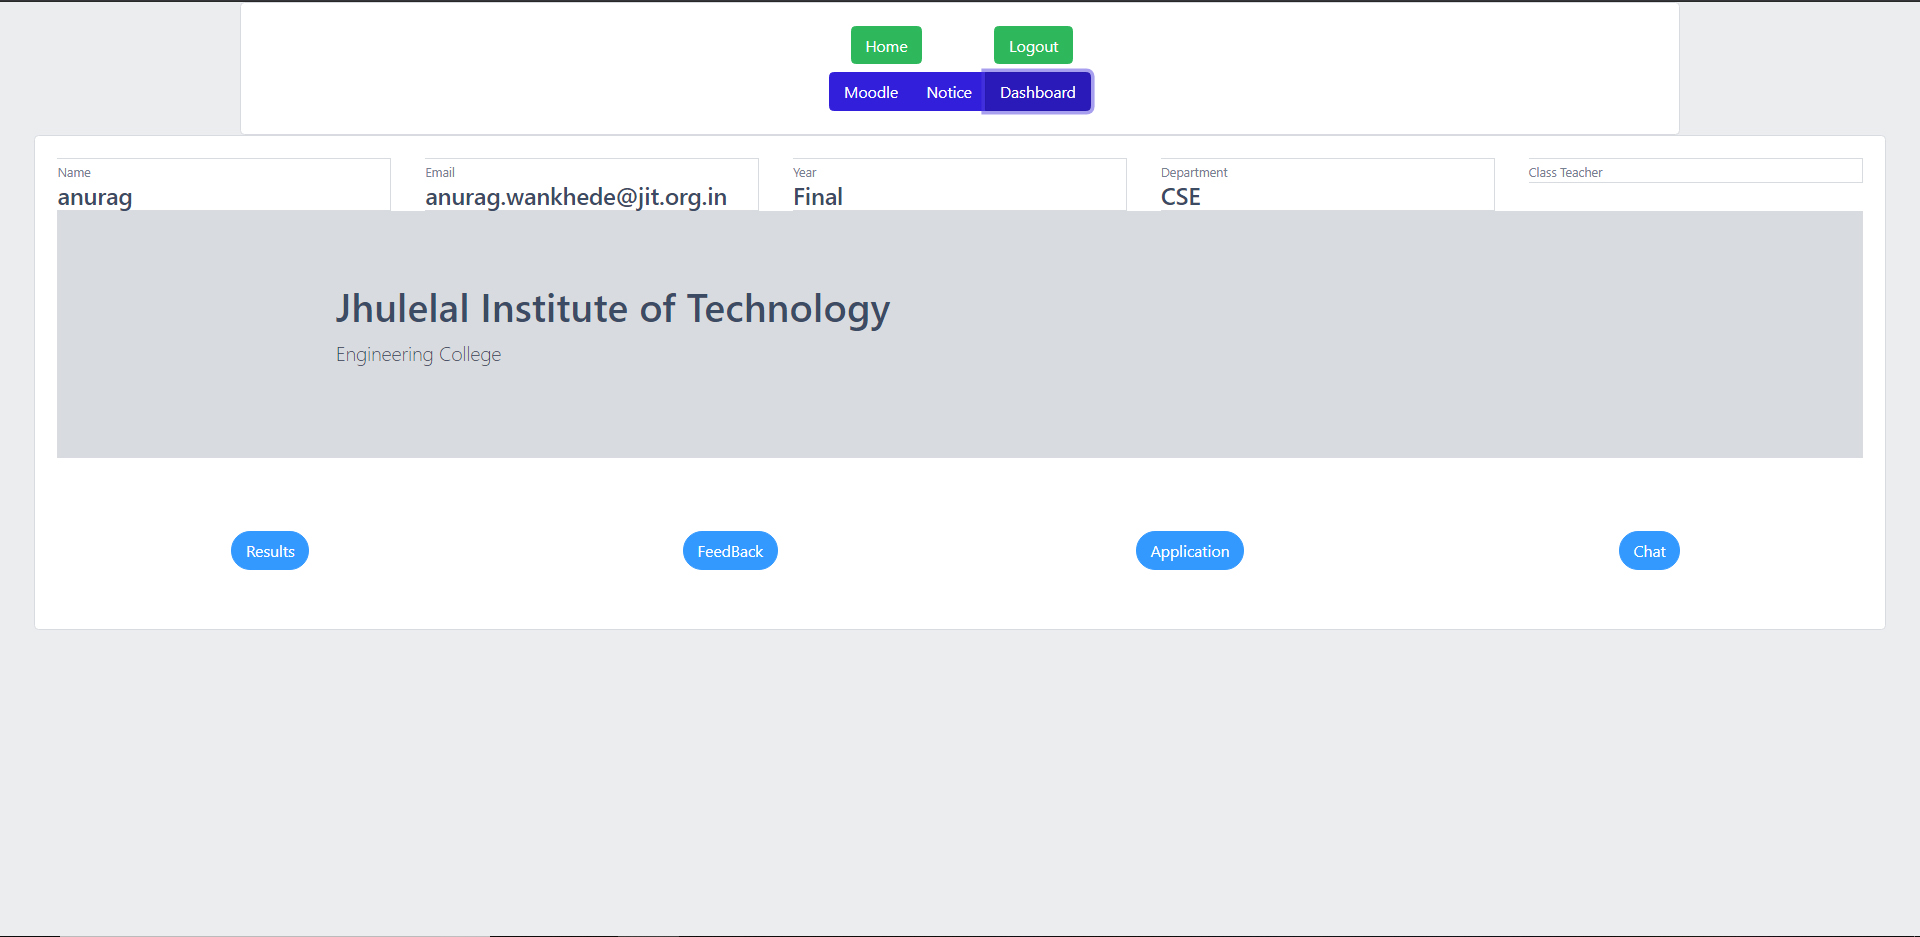 Home Logout
Moodle Notice Dashboard
Name Email Year Department Class Teacher
anurag anurag.wankhede@jit.org.in Final CSE
Jhulelal Institute of Technology
Engineering College
Results FeedBack Application Chat